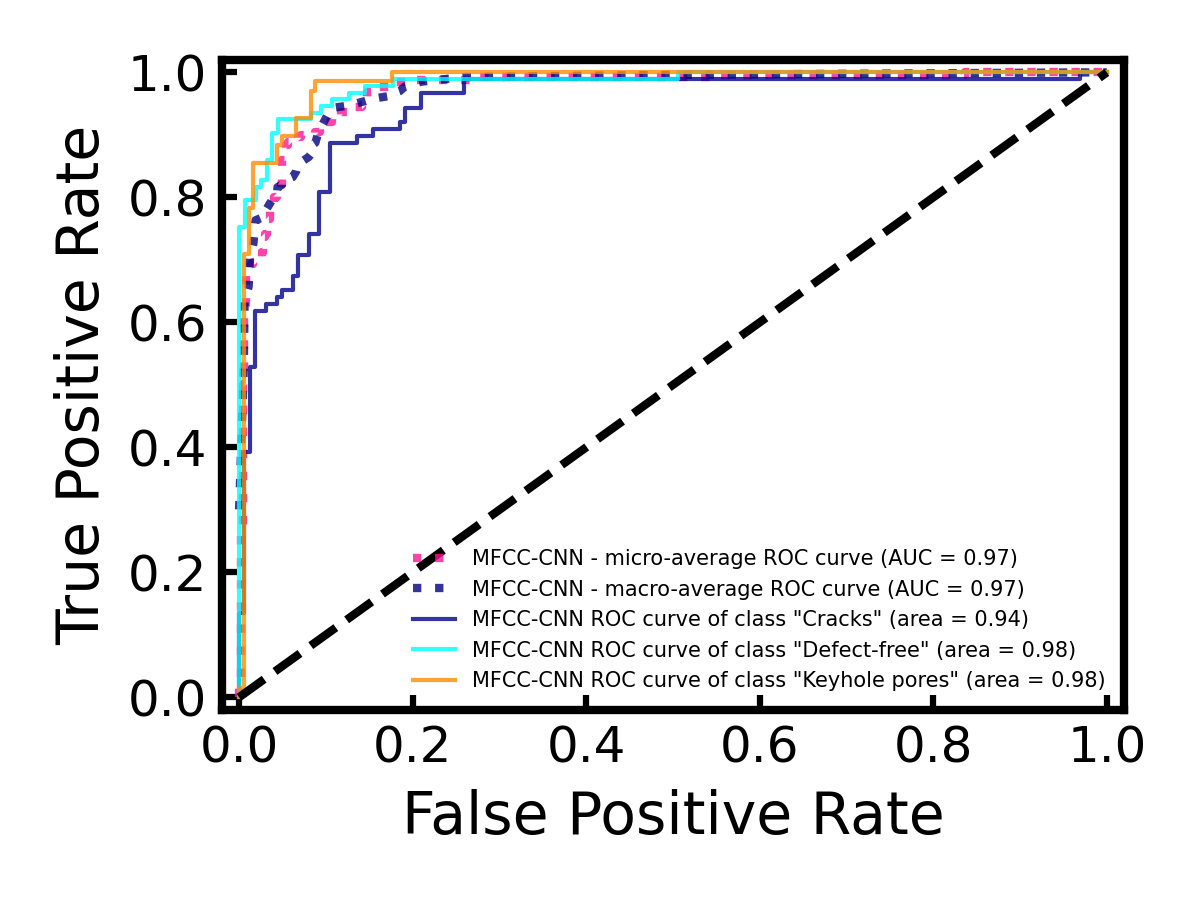 True Positive Rate
1.0
0.8
0.6
0.4
0.2
0.0
MFCC-CNN - micro-average ROC curve (AUC = 0.97)
MFCC-CNN - macro-average ROC curve (AUC = 0.97)
MFCC-CNN ROC curve of class "Cracks" (area = 0.94)
MFCC-CNN ROC curve of class "Defect-free" (area = 0.98)
MFCC-CNN ROC curve of class "Keyhole pores" (area = 0.98)
0.0 0.2 0.4 0.6 0.8 1.0
False Positive Rate